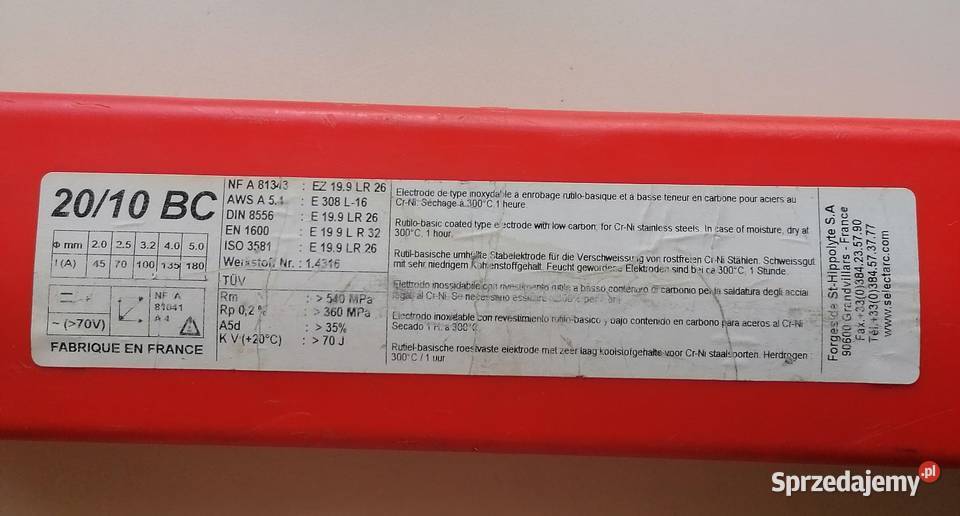 20/10 BC
Φ mm 2.0 2.5 3.2 4.0 5.0
I (A) 45 70 100 135 180
NF A
81041
A 4
~ (>70V)
FABRIQUE EN FRANCE
NF A 81343 : EZ 19.9 LR 26
AWS A 5.4 : E 308 L-16
DIN 8556 : E 19.9 LR 26
EN 1600 : E 19.9 L R 32
ISO 3581 : E 19.9 LR 26
Werkstoff Nr. : 1.4316
TÜV
Rm : > 540 MPa
Rp 0,2 % : > 360 MPa
A5d : > 35%
K V (+20°C) : > 70 J
Electrode de type inoxydable à enrobage rutilo-basique et a basse teneur en carbone pour aciers au
Cr-Ni. Sechage à 300°C 1 heure.
Rutilo-basic coated type electrode with low carbon, for Cr-Ni stainless steels. In case of moisture, dry at
300°C, 1 hour.
Rutil-basische umhüllte Stabelektrode für die Verschweissung von rostfreien Cr-Ni Stählen. Schweissgut
mit sehr niedrigem Kohlenstoffgehalt. Feucht gewordene Elektroden sind bei ca 300°C, 1 Stunde.
Elettrodo inossidabile con rivestimento rutile a basso contenuto di carbonio per la saldatura degli acciai
legati al Cr-Ni. Se necessario essicare
Electrodo inoxidable con revestimiento rutilo-basico y bajo contenido en carbono para aceros al Cr-Ni
Secado 1 H. a 300°C.
Rutiel-basische roestvaste elektrode met zeer laag koolstofgehalte voor Cr-Ni staalsoorten. Herdrogen
300°C / 1 uur
Forges de St-Hippolyte S.A
90600 Grandvillars - France
Fax.+33(0)384.23.57.90
Tél.+33(0)384.57.37.77
www.selectarc.com
Sprzedajemy.pl